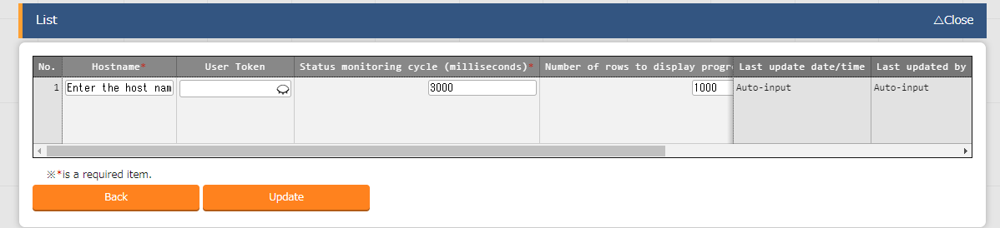 List
△Close
No. Hostname* User Token Status monitoring cycle (milliseconds)* Number of rows to display Last update date/time Last updated by
1 Enter the host nam 3000 1000 Auto-input Auto-input
※*is a required item.
Back Update